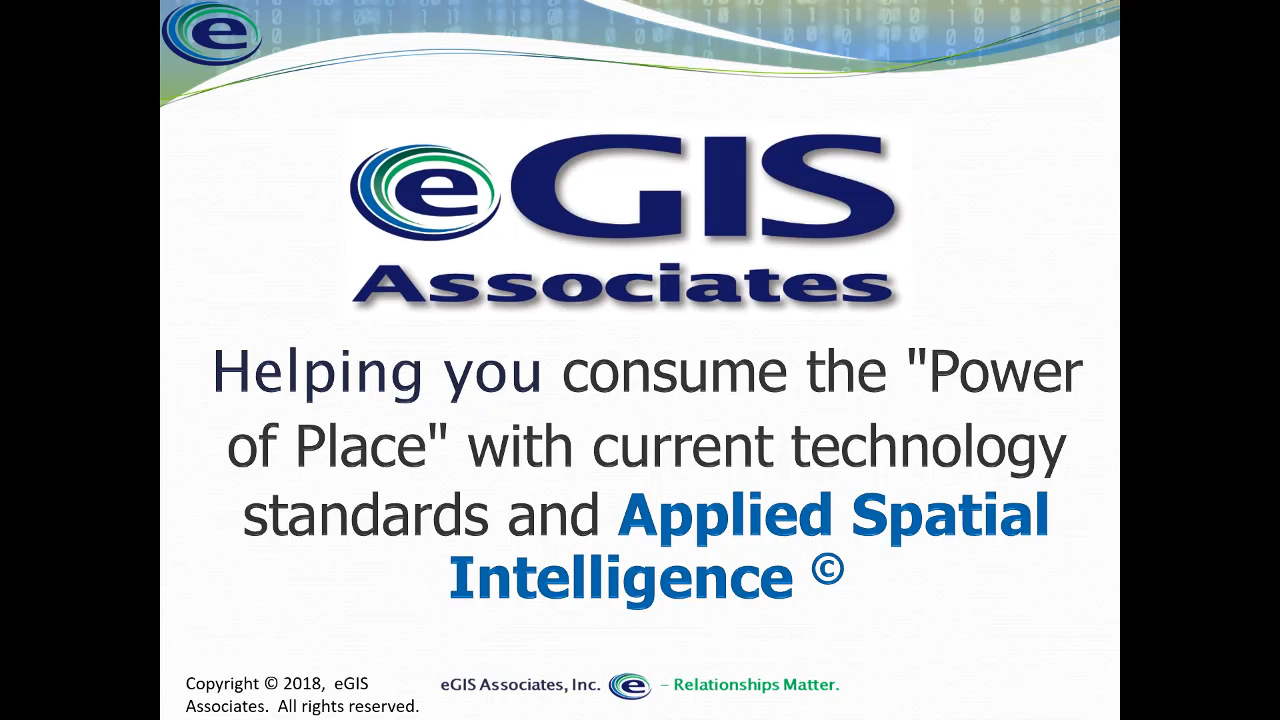 e
eGIS
Associates
Helping you consume the "Power
of Place" with current technology
standards and Applied Spatial
Intelligence ©
Copyright © 2018, eGIS
Associates. All rights reserved.
eGIS Associates, Inc. e – Relationships Matter.